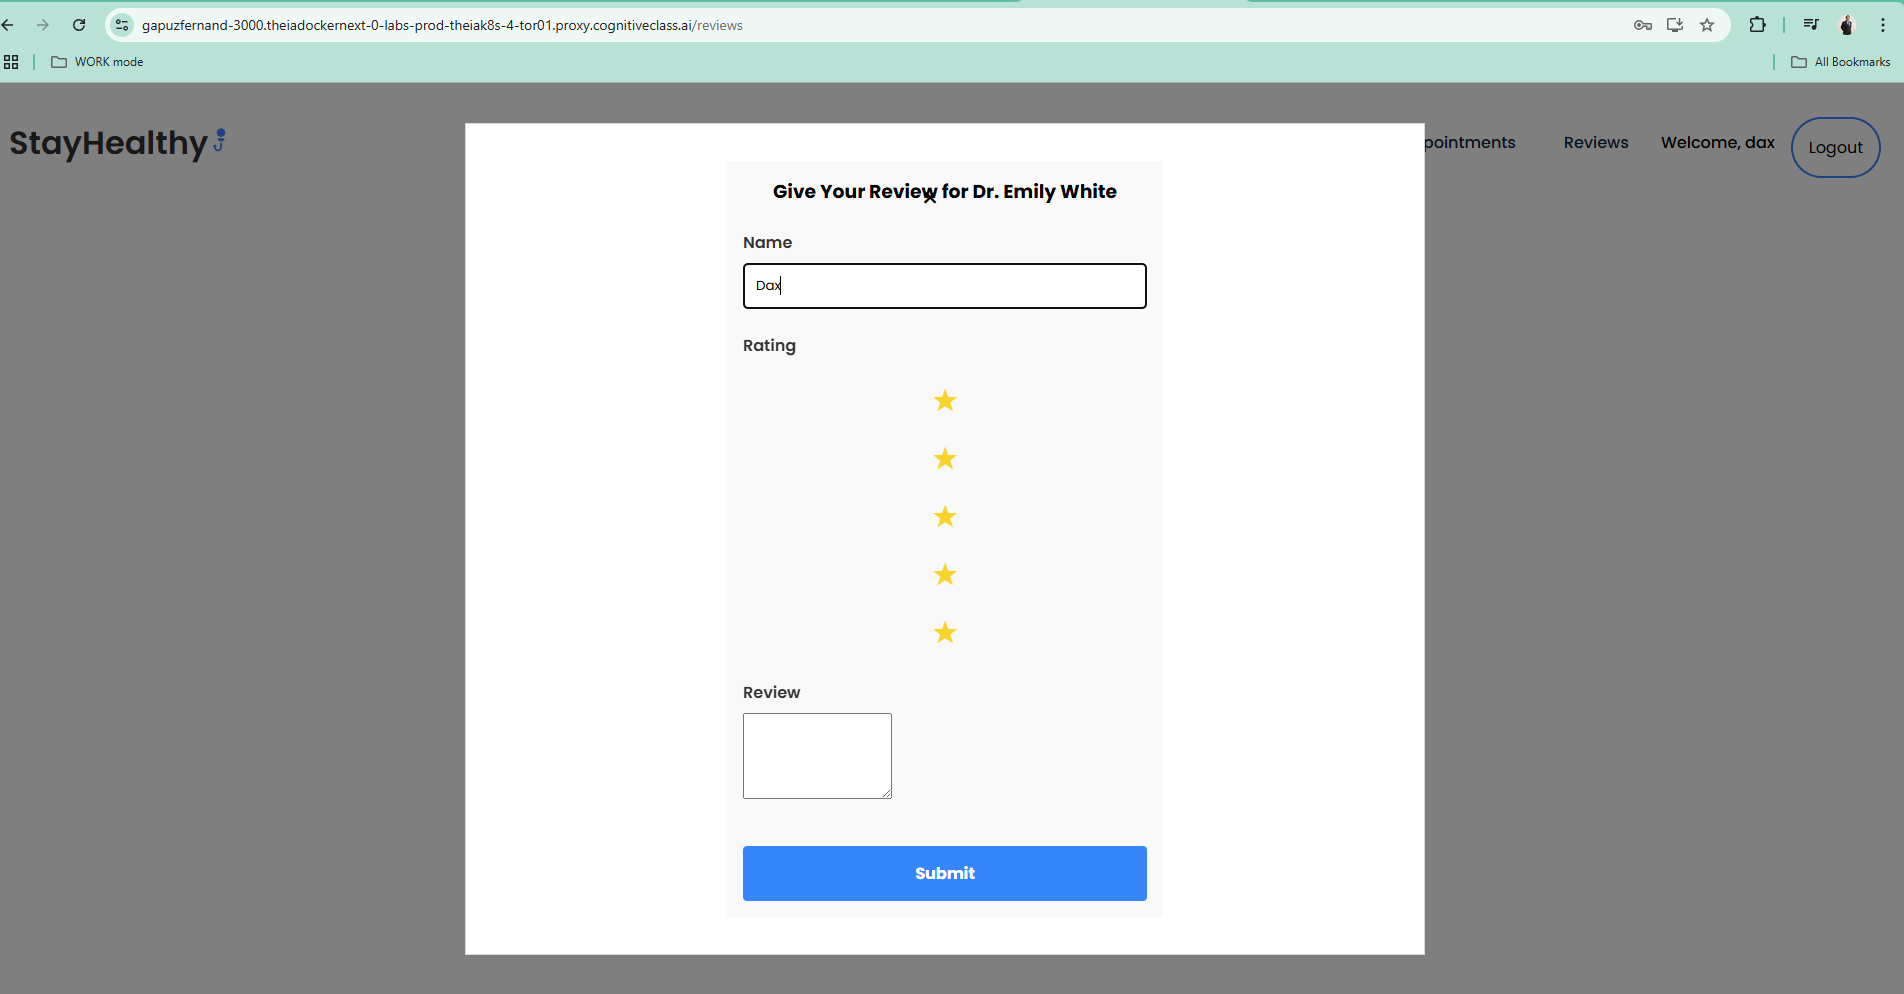 gapuzfernand-3000.theiadockernext-0-labs-prod-theiak8s-4-tor01.proxy.cognitiveclass.ai/reviews
WORK mode
All Bookmarks
StayHealthy
pointments
Reviews
Welcome, dax
Logout
Give Your Review for Dr. Emily White
Name
Dax
Rating
Review
Submit